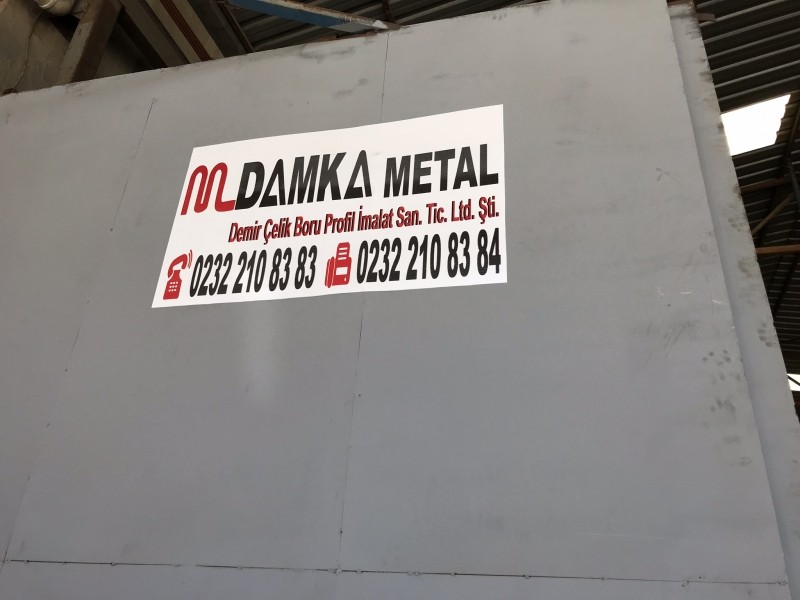 DAMKA METAL
Demir Çelik Boru Profil İmalat San. Tic. Ltd. Şti.
0232 210 83 83 0232 210 83 84